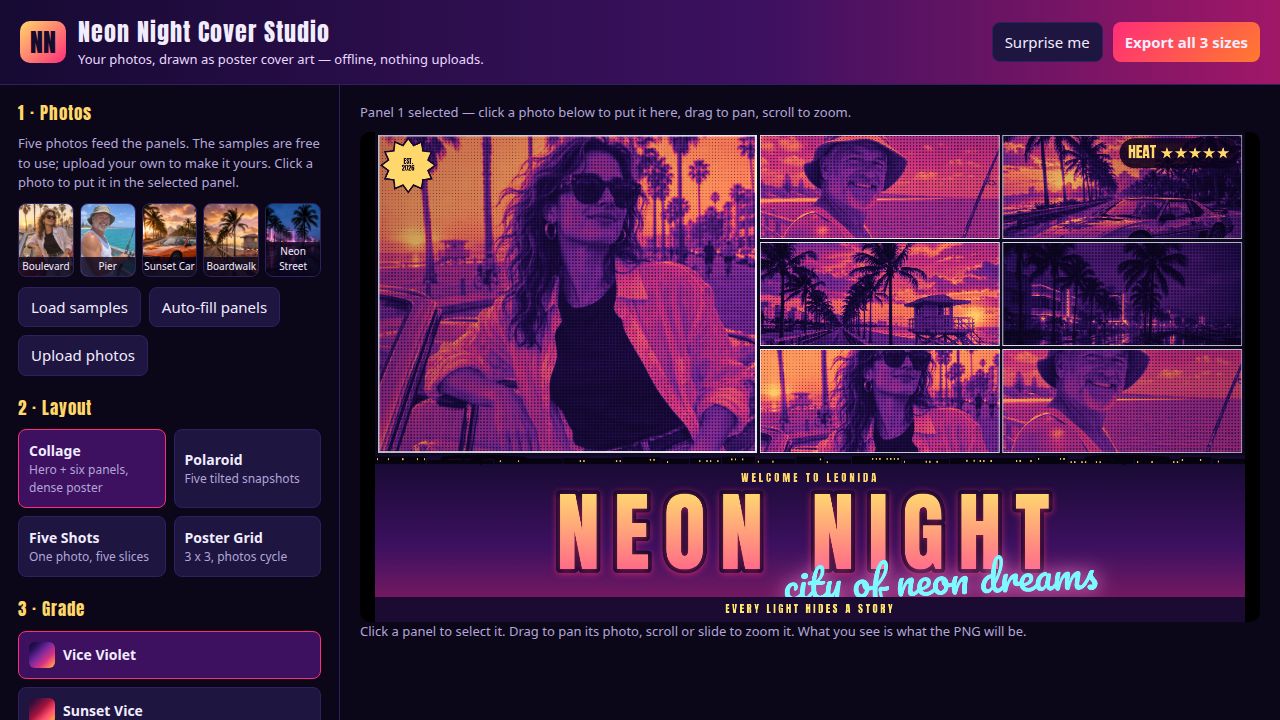 NN
Neon Night Cover Studio
Your photos, drawn as poster cover art — offline, nothing uploads.
Surprise me
Export all 3 sizes
1 · Photos
Five photos feed the panels. The samples are free
to use; upload your own to make it yours. Click a
photo to put it in the selected panel.
Boulevard
Pier
Sunset Car
Boardwalk
Neon
Street
Load samples
Auto-fill panels
Upload photos
2 · Layout
Collage
Hero + six panels,
dense poster
Polaroid
Five tilted snapshots
Five Shots
One photo, five slices
Poster Grid
3 x 3, photos cycle
3 · Grade
Vice Violet
Sunset Vice
Panel 1 selected — click a photo below to put it here, drag to pan, scroll to zoom.
EST.
2026
HEAT ★★★★★
WELCOME TO LEONIDA
NEON NIGHT
city of neon dreams
EVERY LIGHT HIDES A STORY
Click a panel to select it. Drag to pan its photo, scroll or slide to zoom it. What you see is what the PNG will be.